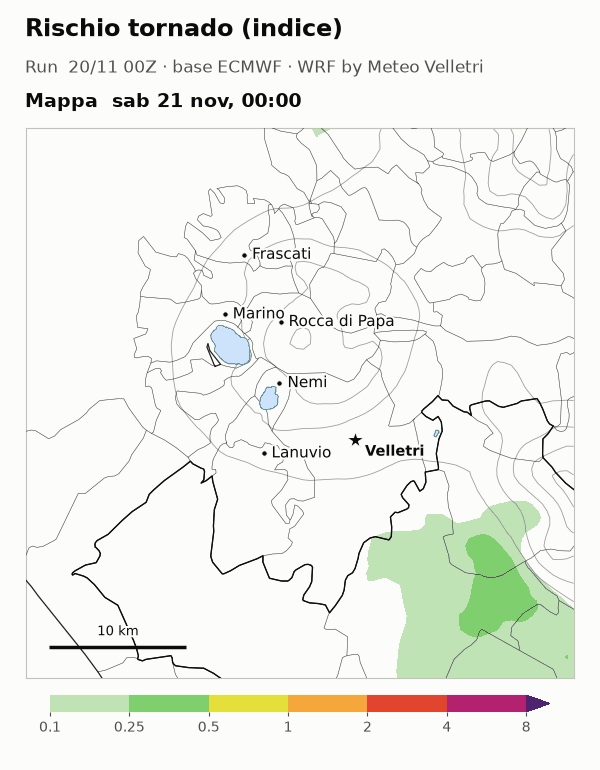 Rischio tornado (indice)
Run  20/11 00Z · base ECMWF · WRF by Meteo Velletri
Mappa  sab 21 nov, 00:00
Frascati
Marino
Rocca di Papa
Nemi
Velletri
Lanuvio
10 km
0.1 0.25 0.5 1 2 4 8